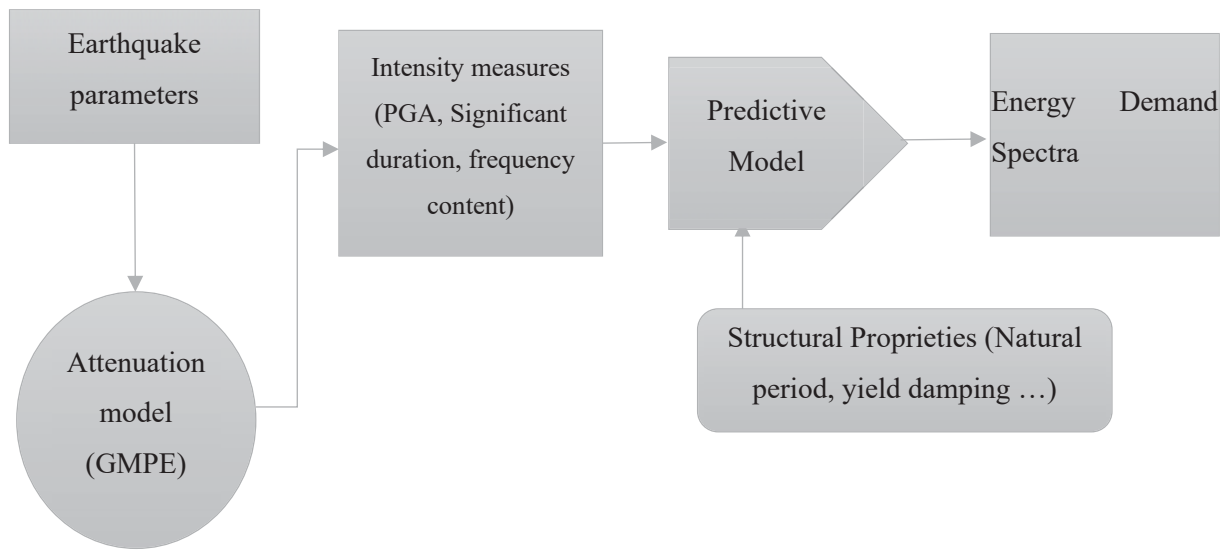 Earthquake
parameters
Attenuation
model
(GMPE)
Intensity measures
(PGA, Significant
duration, frequency
content)
Predictive
Model
Structural Proprieties (Natural
period, yield damping …)
Energy Demand
Spectra